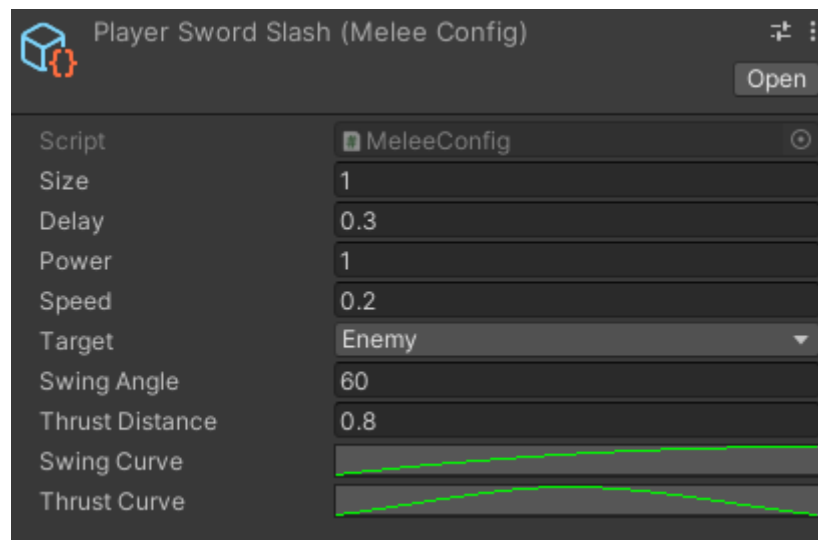 Player Sword Slash (Melee Config)
Open
Script MeleeConfig
Size 1
Delay 0.3
Power 1
Speed 0.2
Target Enemy
Swing Angle 60
Thrust Distance 0.8
Swing Curve
Thrust Curve